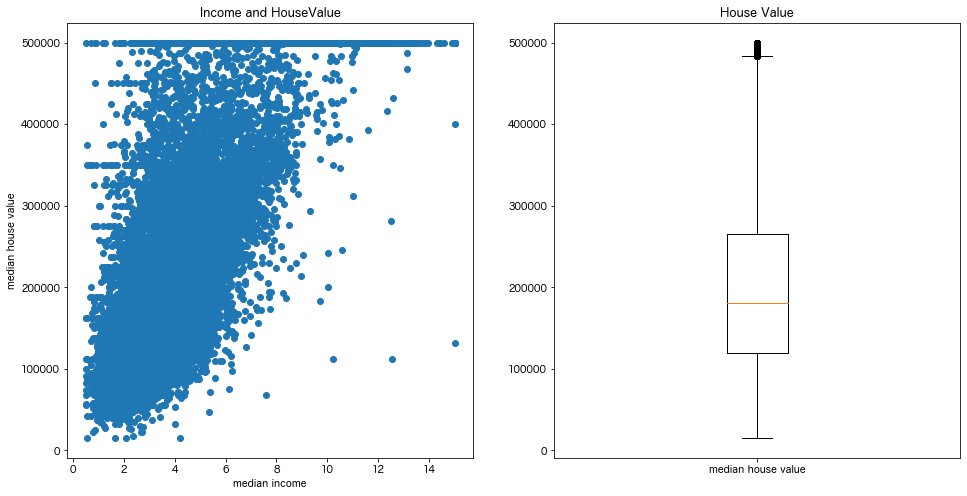 Income and HouseValue
median house value
500000
400000
300000
200000
100000
0
0 2 4 6 8 10 12 14
median income
House Value
500000
400000
300000
200000
100000
0
median house value